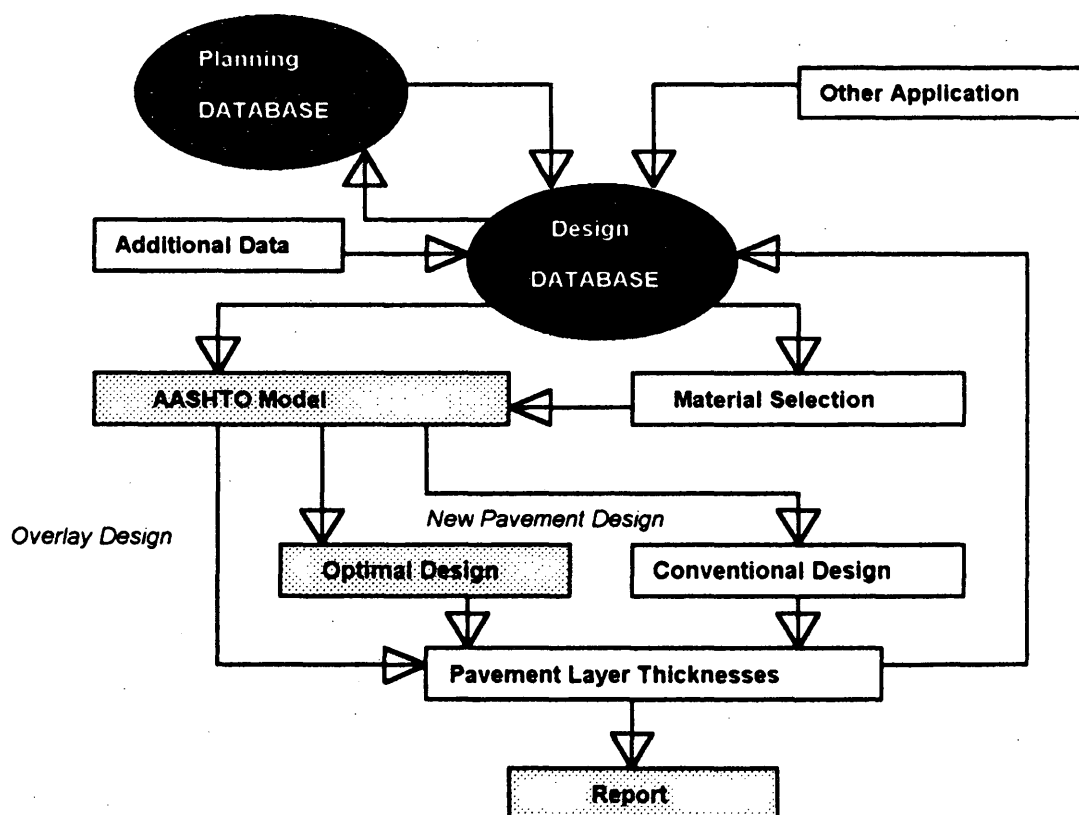 Planning
DATABASE
Other Application
Design
DATABASE
Additional Data
AASHTO Model
Material Selection
Overlay Design
New Pavement Design
Optimal Design
Conventional Design
Pavement Layer Thicknesses
Report